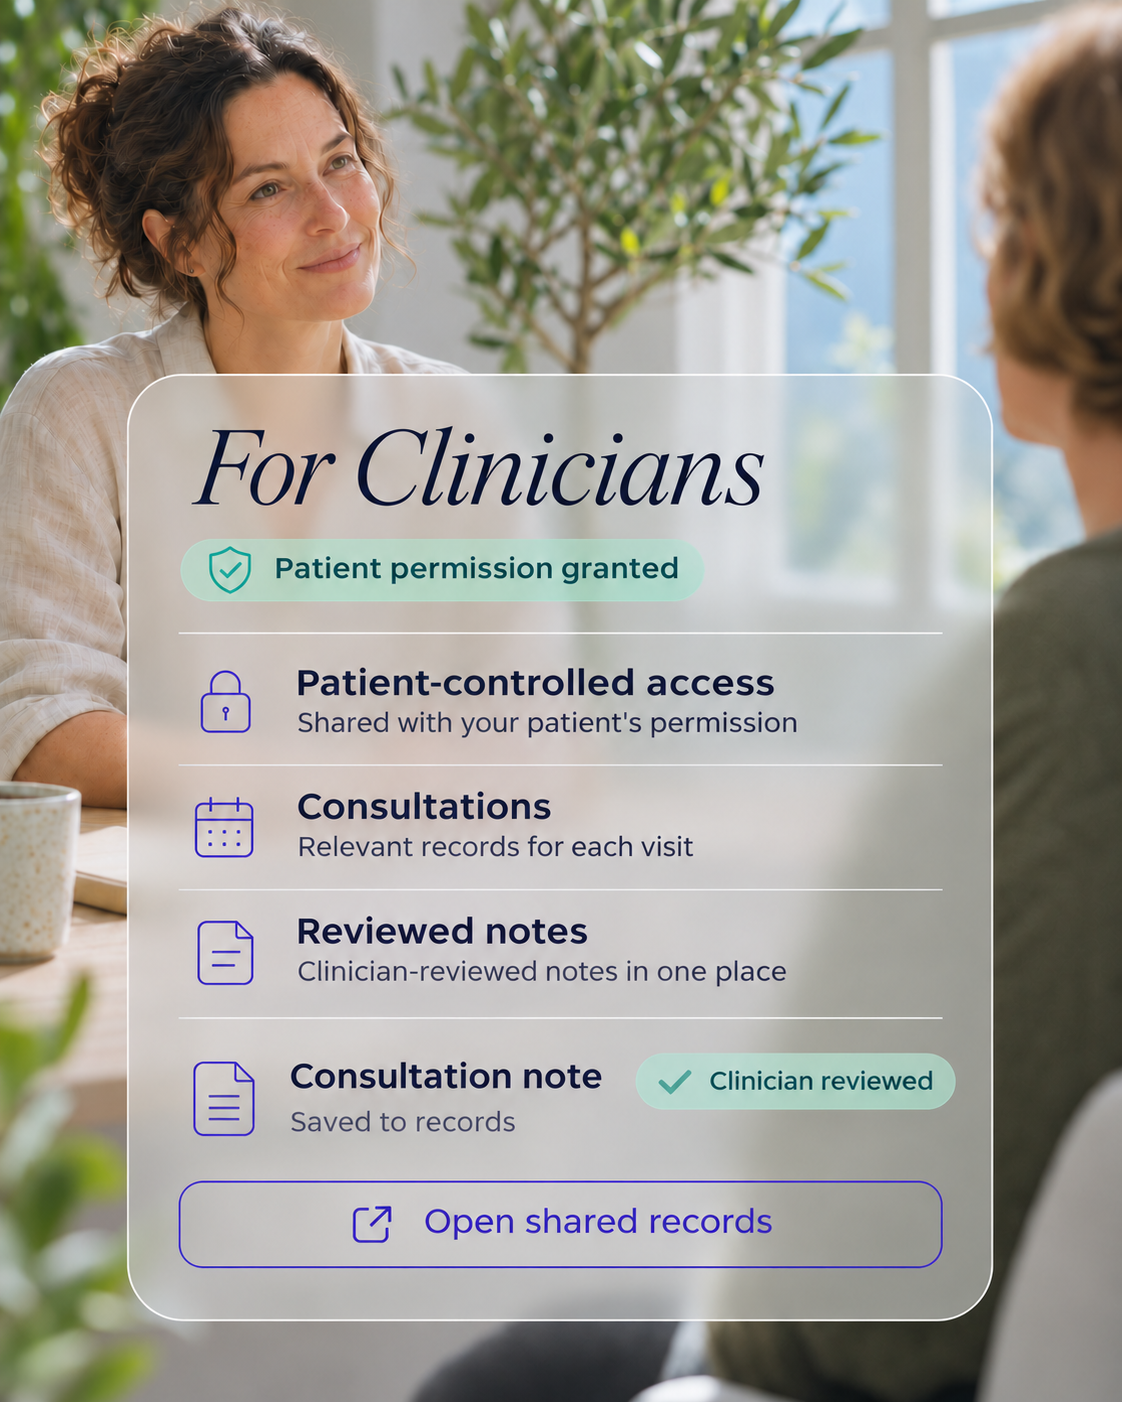 For Clinicians
Patient permission granted
Patient-controlled access
Shared with your patient's permission
Consultations
Relevant records for each visit
Reviewed notes
Clinician-reviewed notes in one place
Consultation note
Clinician reviewed
Saved to records
Open shared records